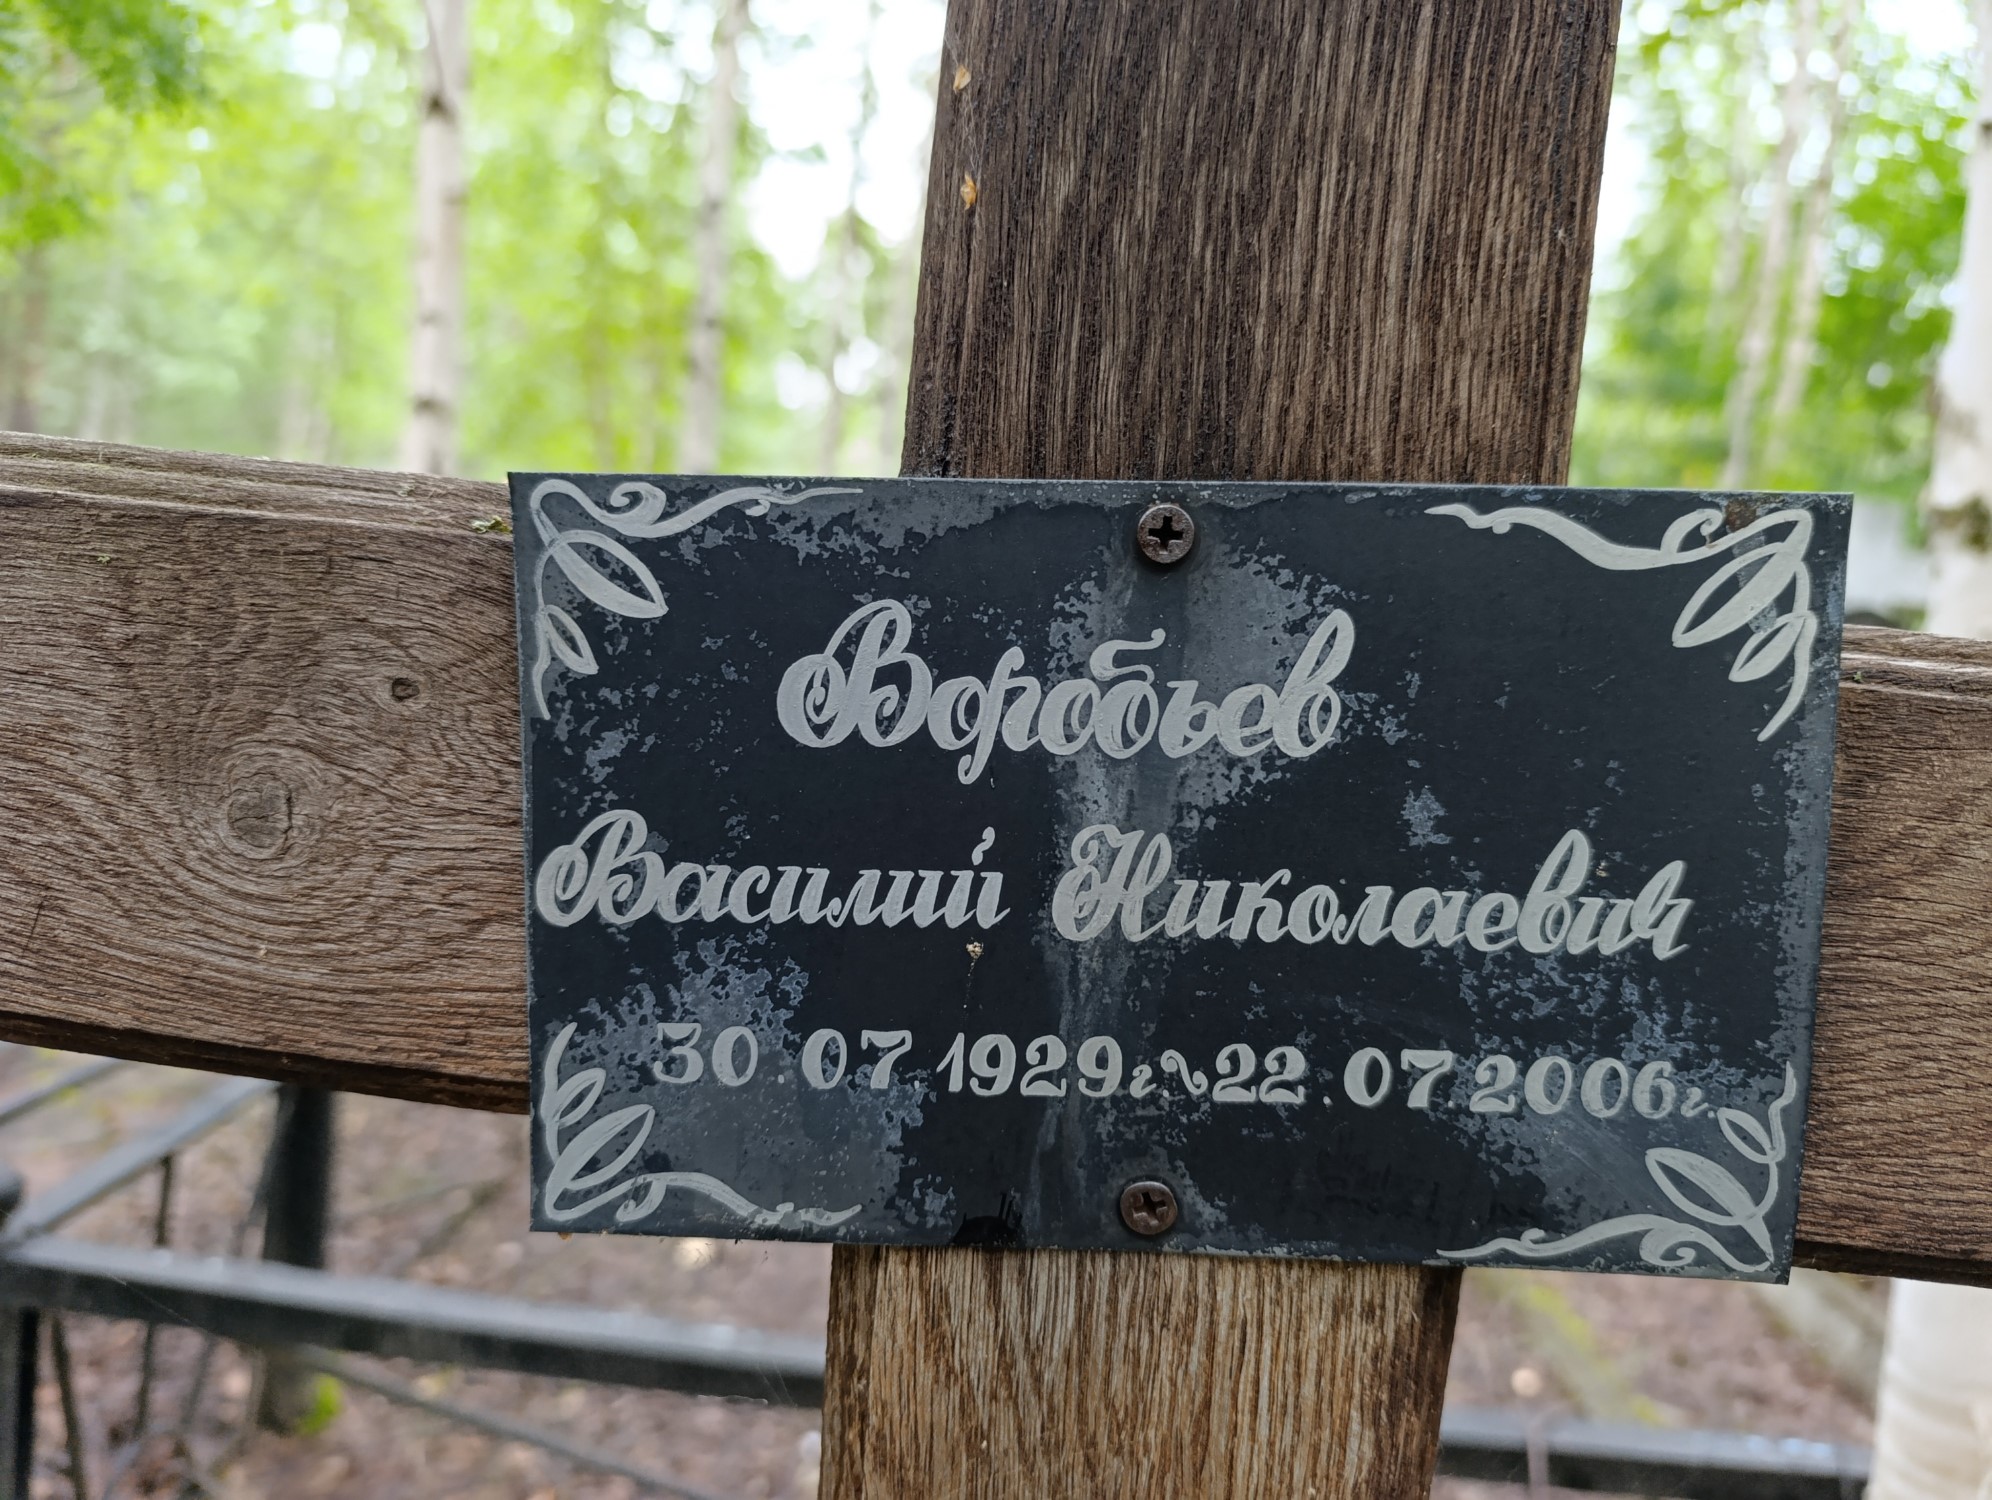 Воробьев
Василий Николаевич
30.07.1929г.~22.07.2006г.